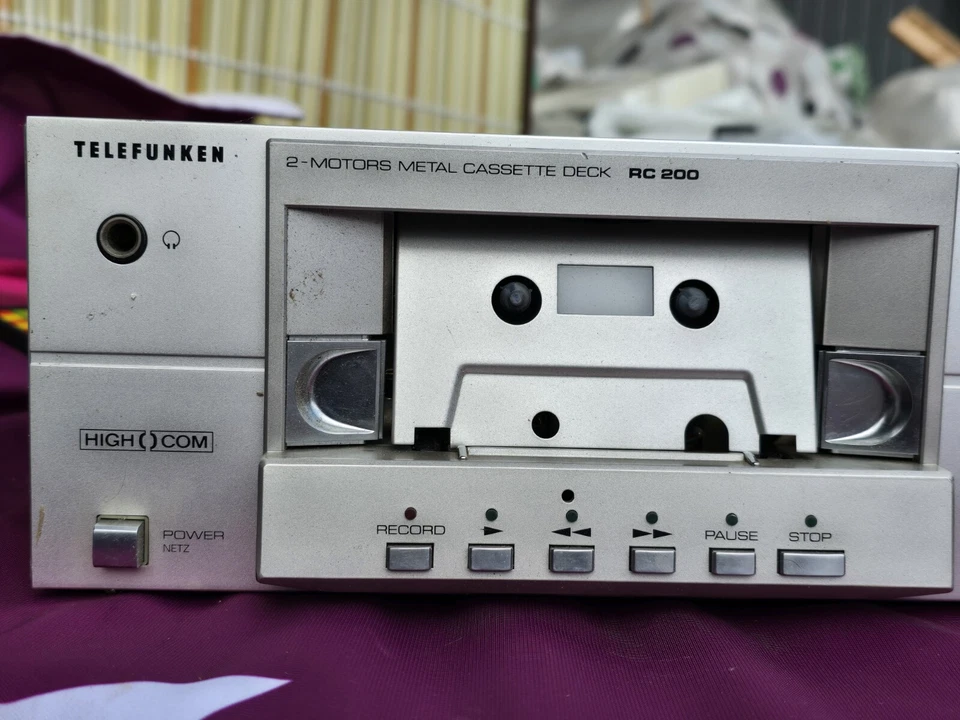 TELEFUNKEN
2-MOTORS METAL CASSETTE DECK RC 200
HIGH COM
POWER
NETZ
RECORD
PAUSE
STOP